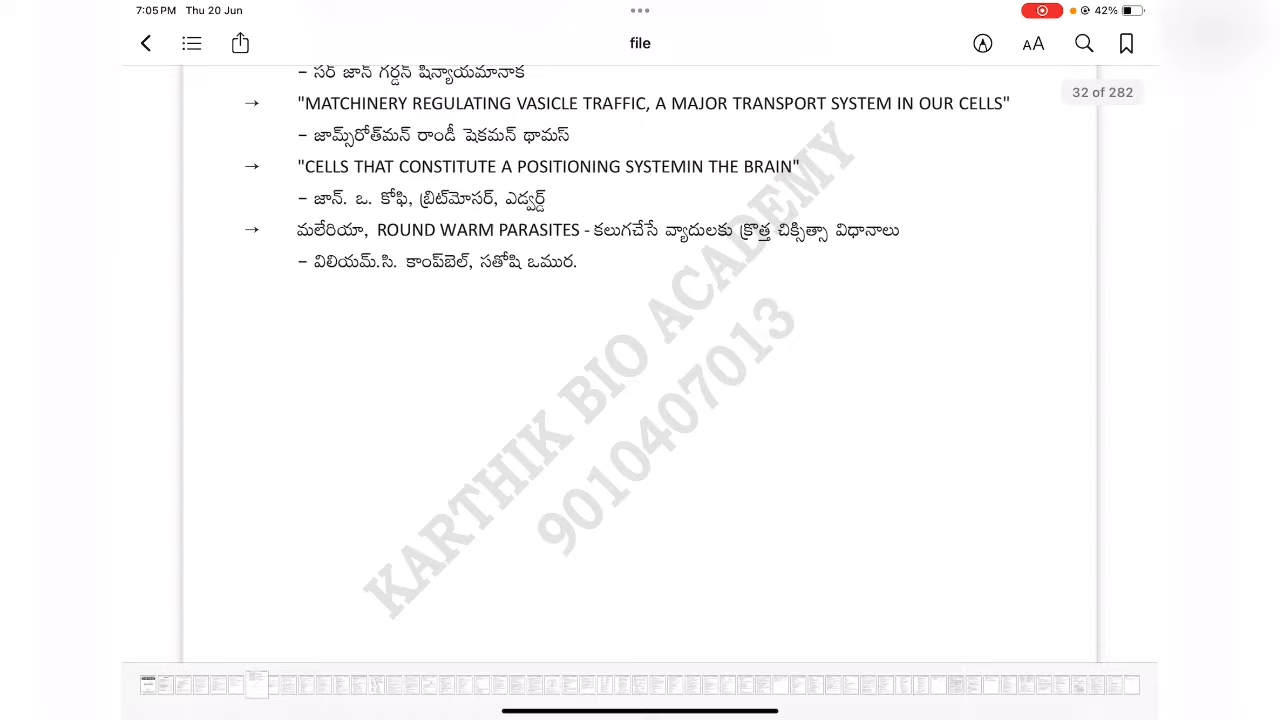 7:05 PM Thu 20 Jun
42%
file
AA
32 of 282
– సర్ జాన్ గర్డన్ షిన్యాయమానాక
→ "MATCHINERY REGULATING VASICLE TRAFFIC, A MAJOR TRANSPORT SYSTEM IN OUR CELLS"
– జామ్స్‌రోత్‌మన్ రాండీ షెకమన్ థామస్
→ "CELLS THAT CONSTITUTE A POSITIONING SYSTEMIN THE BRAIN"
– జాన్. ఒ. కోఫి, బ్రిట్‌మోసర్, ఎడ్వర్డ్
→ మలేరియా, ROUND WARM PARASITES - కలుగచేసే వ్యాదులకు క్రొత్త చికిృత్సా విధానాలు
– విలియమ్.సి. కాంప్‌బెల్, సతోషి ఒముర.
KARTHIK BIO ACADEMY
9010407013